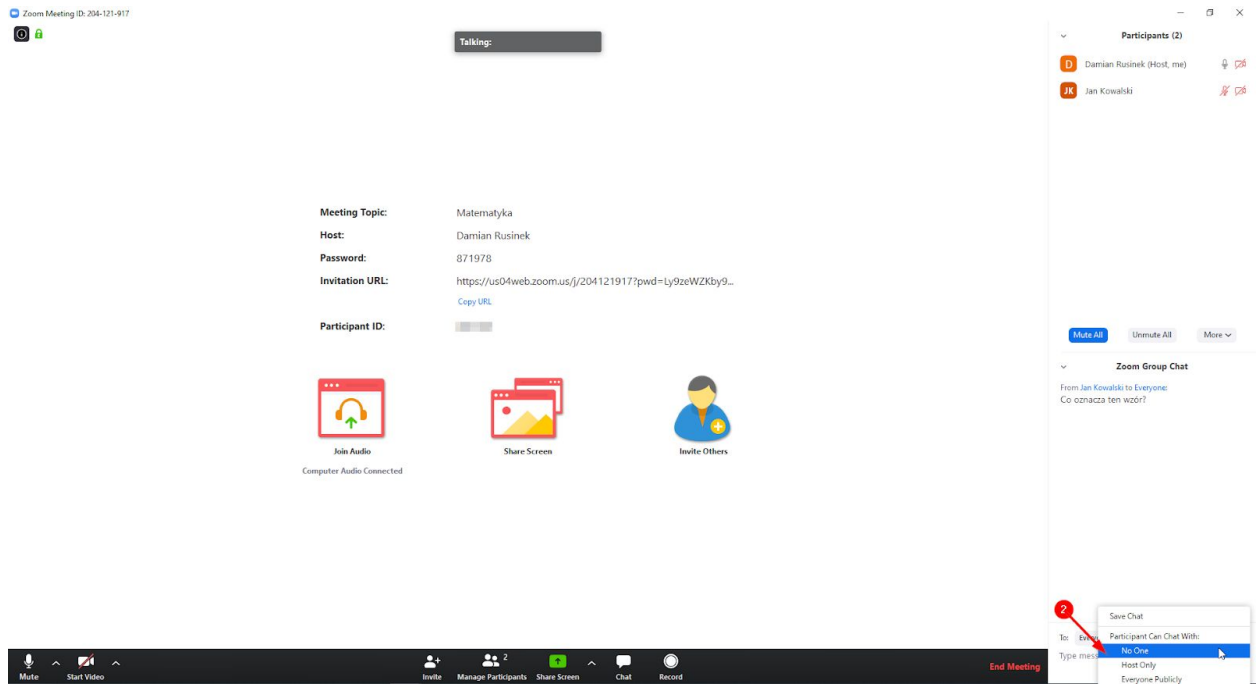 Zoom Meeting ID: 204-121-917
Talking:
Participants (2)
D Damian Rusinek (Host, me)
JK Jan Kowalski
Meeting Topic: Matematyka
Host: Damian Rusinek
Password: 871978
Invitation URL: https://us04web.zoom.us/j/204121917?pwd=Ly9zeWZKby9...
Copy URL
Participant ID:
Mute All Unmute All More
Zoom Group Chat
From Jan Kowalski to Everyone:
Co oznacza ten wzór?
Join Audio Share Screen Invite Others
Computer Audio Connected
2
Save Chat
To:
Participant Can Chat With:
No One
Type
Host Only
Everyone Publicly
Mute Start Video Invite 2 Manage Participants Share Screen Chat Record End Meeting